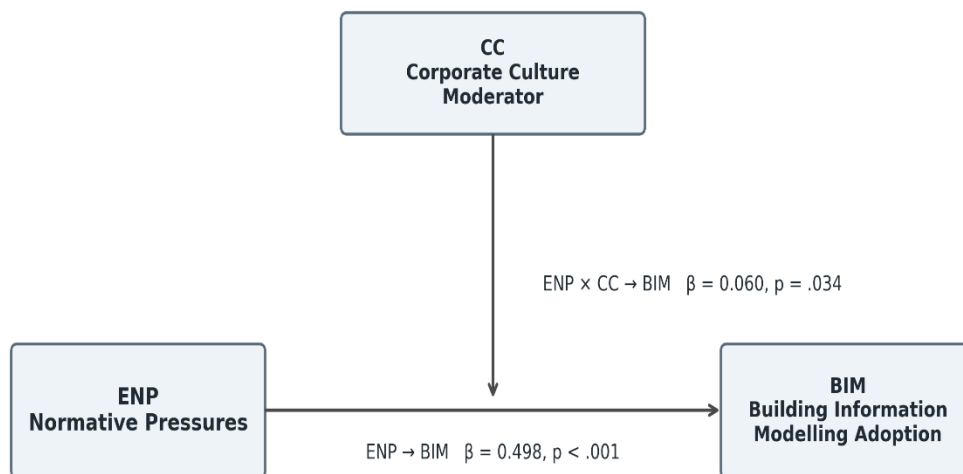 CC
Corporate Culture
Moderator
ENP × CC → BIM β = 0.060, p = .034
ENP
Normative Pressures
BIM
Building Information
Modelling Adoption
ENP → BIM β = 0.498, p < .001